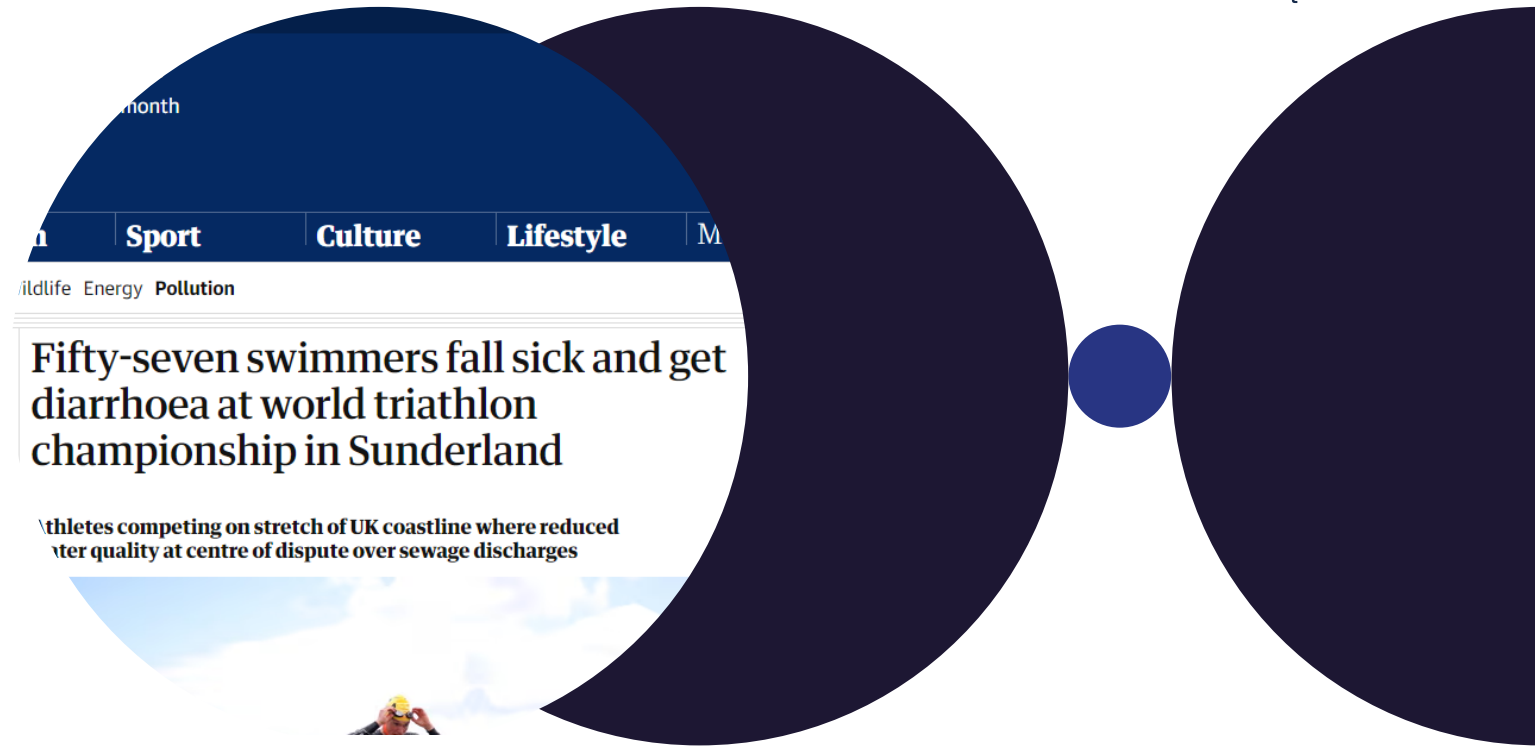 month
Sport Culture Lifestyle
Energy Pollution
Fifty-seven swimmers fall sick and get
diarrhoea at world triathlon
championship in Sunderland
thletes competing on stretch of UK coastline where reduced
ter quality at centre of dispute over sewage discharges